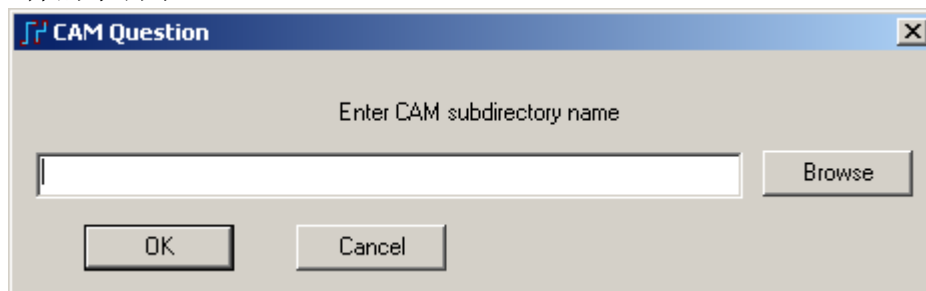 CAM Question
Enter CAM subdirectory name
Browse
OK
Cancel